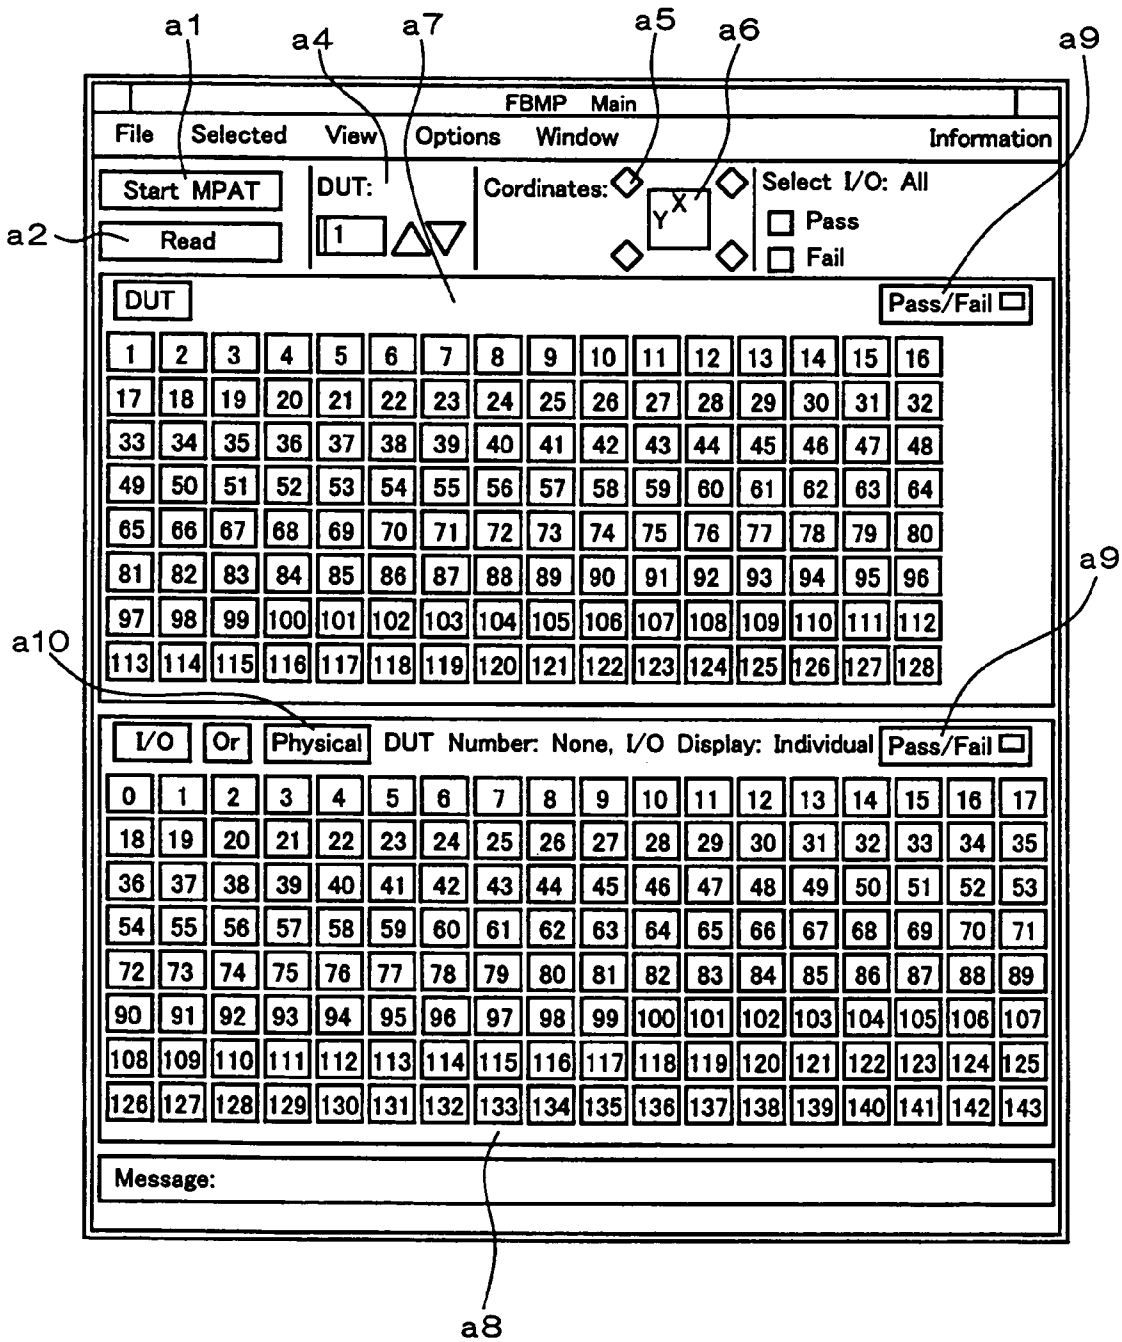 a1
a4
a7
a5
a6
a9
FBMP Main
File Selected View Options Window Information
Start MPAT
DUT:
Cordinates:
Select I/O: All
a2
Read
1
Y X
Pass
Fail
DUT
Pass/Fail
1 2 3 4 5 6 7 8 9 10 11 12 13 14 15 16
17 18 19 20 21 22 23 24 25 26 27 28 29 30 31 32
33 34 35 36 37 38 39 40 41 42 43 44 45 46 47 48
49 50 51 52 53 54 55 56 57 58 59 60 61 62 63 64
65 66 67 68 69 70 71 72 73 74 75 76 77 78 79 80
81 82 83 84 85 86 87 88 89 90 91 92 93 94 95 96
a9
97 98 99 100 101 102 103 104 105 106 107 108 109 110 111 112
a10
113 114 115 116 117 118 119 120 121 122 123 124 125 126 127 128
I/O Or Physical DUT Number: None, I/O Display: Individual Pass/Fail
0 1 2 3 4 5 6 7 8 9 10 11 12 13 14 15 16 17
18 19 20 21 22 23 24 25 26 27 28 29 30 31 32 33 34 35
36 37 38 39 40 41 42 43 44 45 46 47 48 49 50 51 52 53
54 55 56 57 58 59 60 61 62 63 64 65 66 67 68 69 70 71
72 73 74 75 76 77 78 79 80 81 82 83 84 85 86 87 88 89
90 91 92 93 94 95 96 97 98 99 100 101 102 103 104 105 106 107
108 109 110 111 112 113 114 115 116 117 118 119 120 121 122 123 124 125
126 127 128 129 130 131 132 133 134 135 136 137 138 139 140 141 142 143
Message:
a8